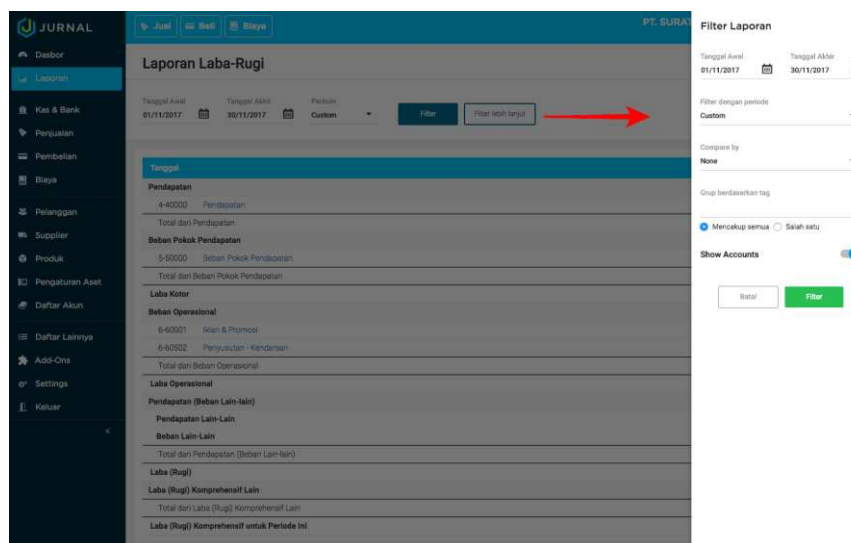 JURNAL
Jual Beli Biaya
PT. SURAT
Dasbor
Laporan
Kas & Bank
Penjualan
Pembelian
Biaya
Pelanggan
Supplier
Produk
Pengaturan Aset
Daftar Akun
Daftar Lainnya
Add-Ons
Settings
Keluar
Laporan Laba-Rugi
Tanggal Awal Tanggal Akhir Periode
01/11/2017 30/11/2017 Custom Filter Filter lebih lanjut
Tanggal
Pendapatan
4-40000 Pendapatan
Total dari Pendapatan
Beban Pokok Pendapatan
5-50000 Beban Pokok Pendapatan
Total dari Beban Pokok Pendapatan
Laba Kotor
Beban Operasional
6-60001 Iklan & Promosi
6-60502 Penyusutan - Kendaraan
Total dari Beban Operasional
Laba Operasional
Pendapatan (Beban Lain-lain)
Pendapatan Lain-Lain
Beban Lain-Lain
Total dari Pendapatan (Beban Lain-lain)
Laba (Rugi)
Laba (Rugi) Komprehensif Lain
Total dari Laba (Rugi) Komprehensif Lain
Laba (Rugi) Komprehensif untuk Periode Ini
Filter Laporan
Tanggal Awal Tanggal Akhir
01/11/2017 30/11/2017
Filter dengan periode
Custom
Compare by
None
Grup berdasarkan tag
Mencakup semua Salah satu
Show Accounts
Batal Filter